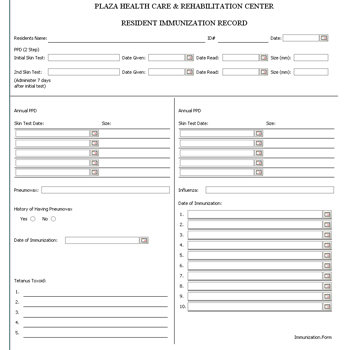 PLAZA HEALTH CARE & REHABILITATION CENTER
RESIDENT IMMUNIZATION RECORD
Residents Name: ID# Date:
PPD (2 Step)
Initial Skin Test: Date Given: Date Read: Size (mm):
2nd Skin Test: Date Given: Date Read: Size (mm):
(Administer 7 days
after initial test)
Annual PPD
Skin Test Date: Size:
Pneumovax:
History of Having Pneumovax
Yes No
Date of Immunization:
Tetanus Toxoid:
1.
2.
3.
4.
5.
Annual PPD
Skin Test Date: Size:
Influenza:
Date of Immunization:
1.
2.
3.
4.
5.
6.
7.
8.
9.
10.
Immunization.Form